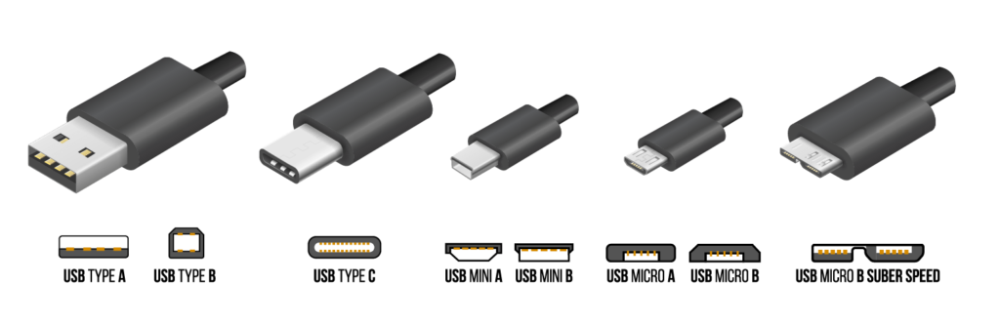 USB TYPE A
USB TYPE B
USB TYPE C
USB MINI A
USB MINI B
USB MICRO A
USB MICRO B
USB MICRO B SUBER SPEED